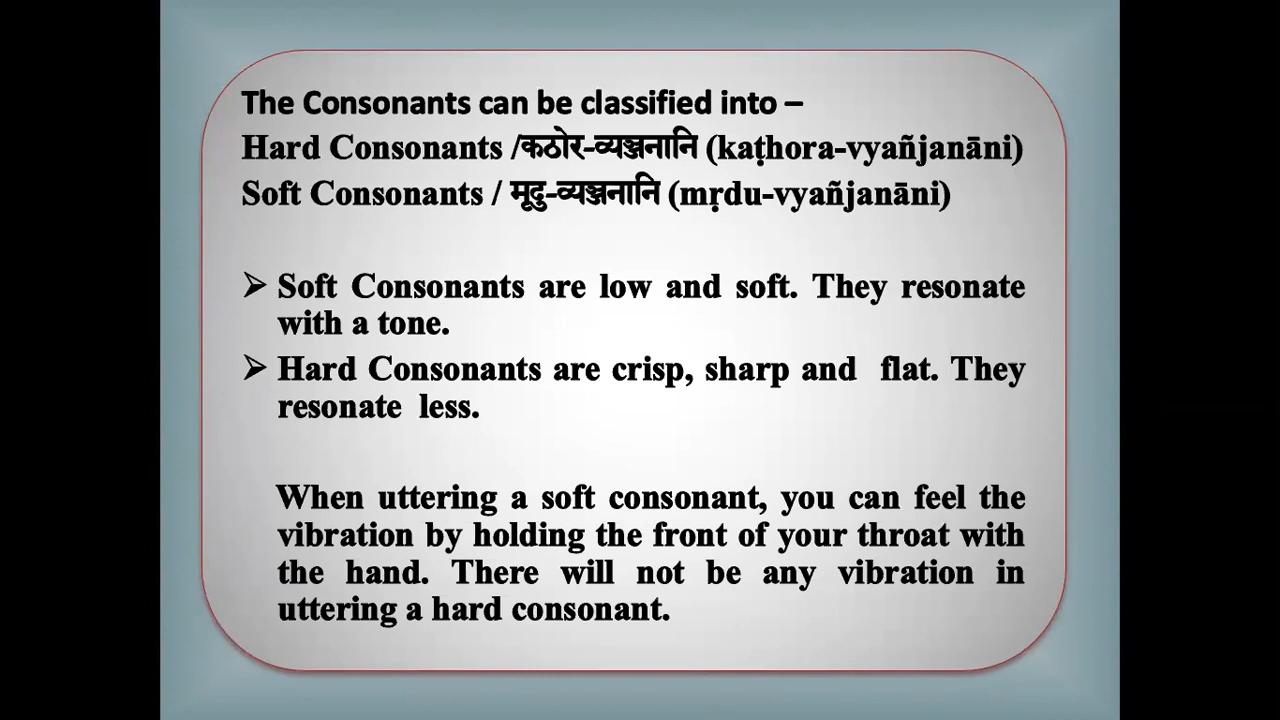 The Consonants can be classified into –
Hard Consonants /कठोर-व्यञ्जनानि (kaṭhora-vyañjanāni)
Soft Consonants / मृदु-व्यञ्जनानि (mṛdu-vyañjanāni)
➢ Soft Consonants are low and soft. They resonate
with a tone.
➢ Hard Consonants are crisp, sharp and flat. They
resonate less.
When uttering a soft consonant, you can feel the
vibration by holding the front of your throat with
the hand. There will not be any vibration in
uttering a hard consonant.